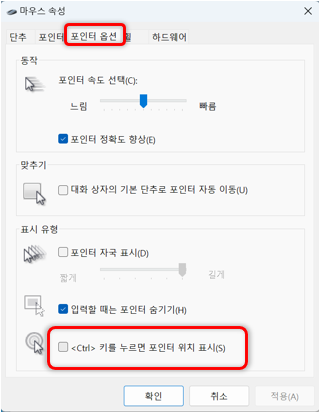 마우스 속성
단추 포인터 포인터 옵션 휠 하드웨어
동작
포인터 속도 선택(C):
느림 빠름
포인터 정확도 향상(E)
맞추기
대화 상자의 기본 단추로 포인터 자동 이동(U)
표시 유형
포인터 자국 표시(D)
짧게 길게
입력할 때는 포인터 숨기기(H)
<Ctrl> 키를 누르면 포인터 위치 표시(S)
확인 취소 적용(A)